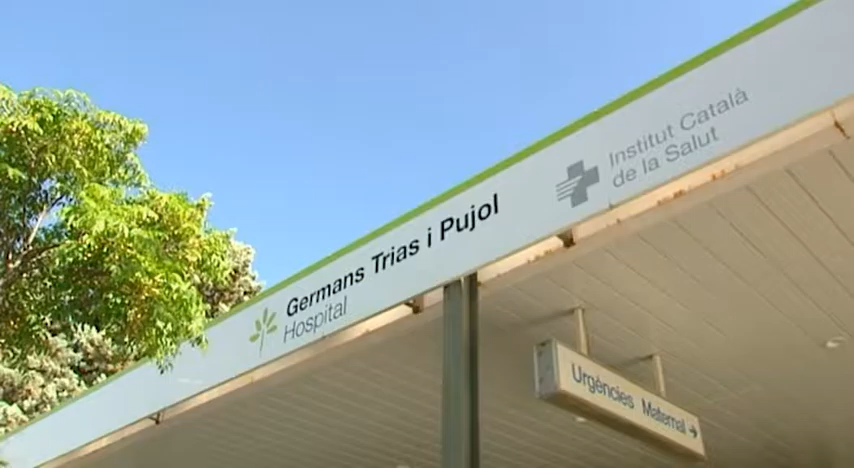 Germans Trias i Pujol
Hospital
Institut Català
de la Salut
Urgències Maternal →